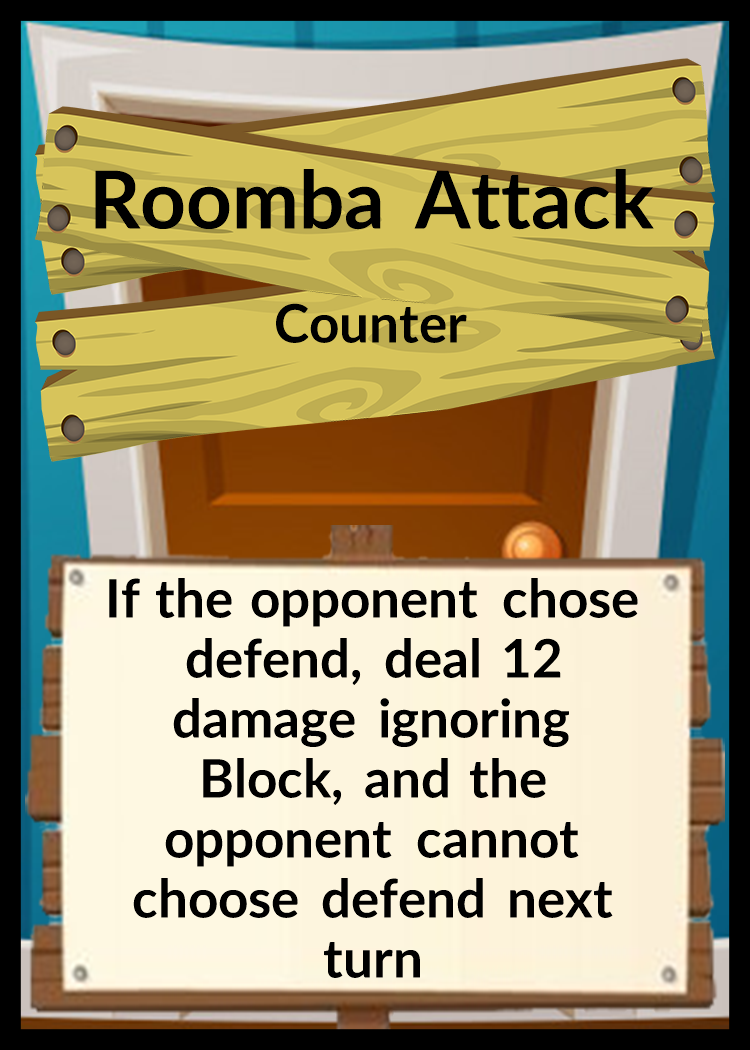 Roomba Attack
Counter
If the opponent chose
defend, deal 12
damage ignoring
Block, and the
opponent cannot
choose defend next
turn